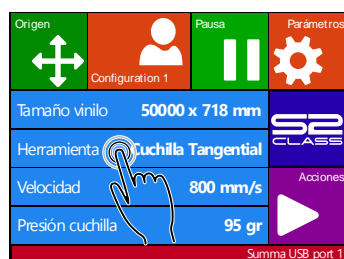 Origen
Configuration 1
Pausa
Parámetros
Tamaño vinilo 50000 x 718 mm
Herramienta Cuchilla Tangential
S2
CLASS
Velocidad 800 mm/s
Acciones
Presión cuchilla 95 gr
Summa USB port 1